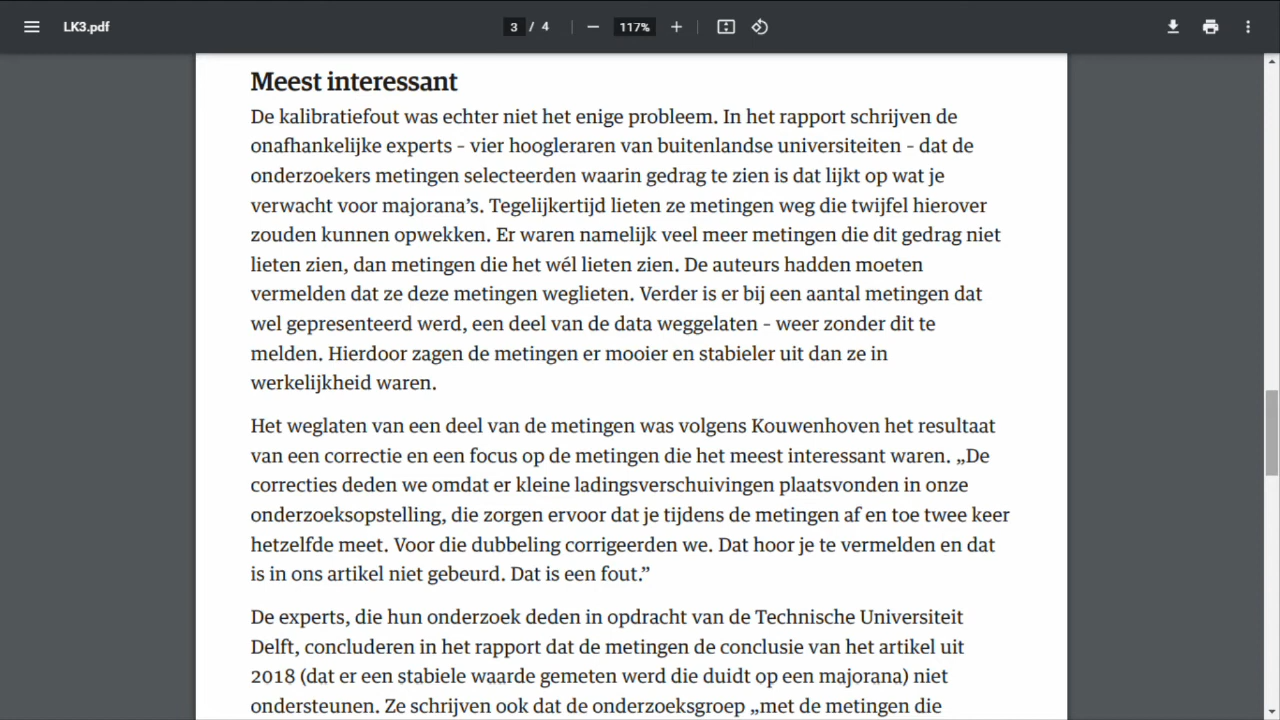 LK3.pdf
3 / 4
117%
Meest interessant
De kalibratiefout was echter niet het enige probleem. In het rapport schrijven de
onafhankelijke experts – vier hoogleraren van buitenlandse universiteiten – dat de
onderzoekers metingen selecteerden waarin gedrag te zien is dat lijkt op wat je
verwacht voor majorana’s. Tegelijkertijd lieten ze metingen weg die twijfel hierover
zouden kunnen opwekken. Er waren namelijk veel meer metingen die dit gedrag niet
lieten zien, dan metingen die het wél lieten zien. De auteurs hadden moeten
vermelden dat ze deze metingen weglieten. Verder is er bij een aantal metingen dat
wel gepresenteerd werd, een deel van de data weggelaten – weer zonder dit te
melden. Hierdoor zagen de metingen er mooier en stabieler uit dan ze in
werkelijkheid waren.
Het weglaten van een deel van de metingen was volgens Kouwenhoven het resultaat
van een correctie en een focus op de metingen die het meest interessant waren. „De
correcties deden we omdat er kleine ladingsverschuivingen plaatsvonden in onze
onderzoeksopstelling, die zorgen ervoor dat je tijdens de metingen af en toe twee keer
hetzelfde meet. Voor die dubbeling corrigeerden we. Dat hoor je te vermelden en dat
is in ons artikel niet gebeurd. Dat is een fout.”
De experts, die hun onderzoek deden in opdracht van de Technische Universiteit
Delft, concluderen in het rapport dat de metingen de conclusie van het artikel uit
2018 (dat er een stabiele waarde gemeten werd die duidt op een majorana) niet
ondersteunen. Ze schrijven ook dat de onderzoeksgroep „met de metingen die